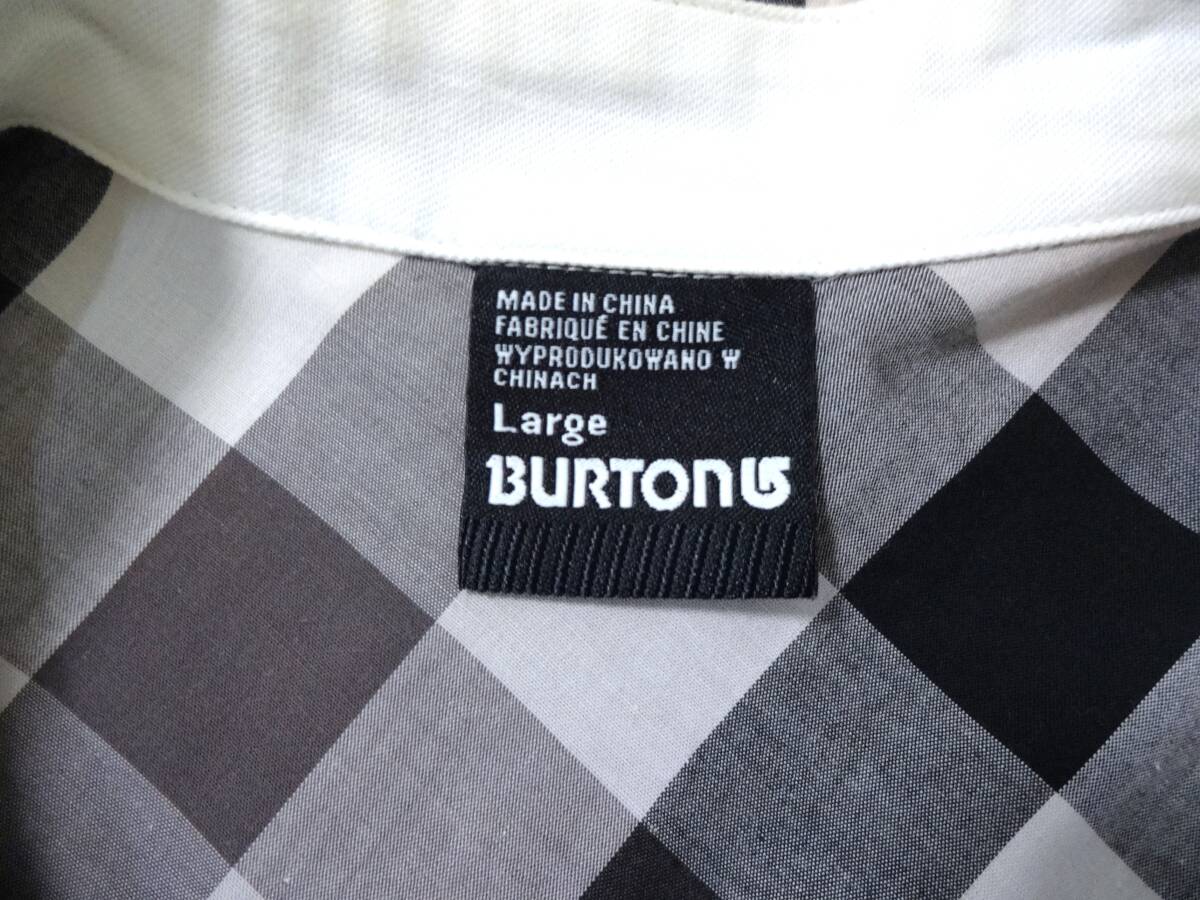 MADE IN CHINA
FABRIQUÉ EN CHINE
WYPRODUKOWANO W
CHINACH
Large
BURTON